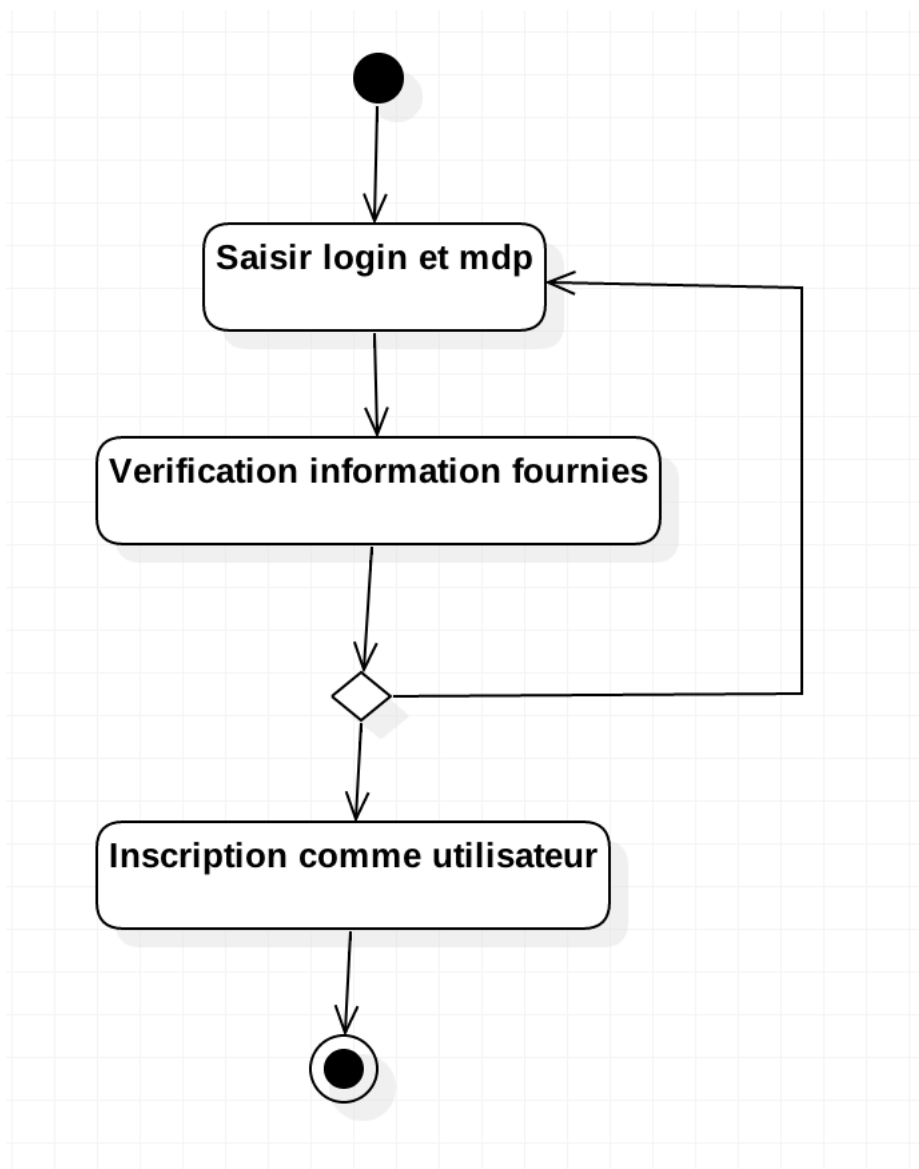 Saisir login et mdp
Verification information fournies
Inscription comme utilisateur